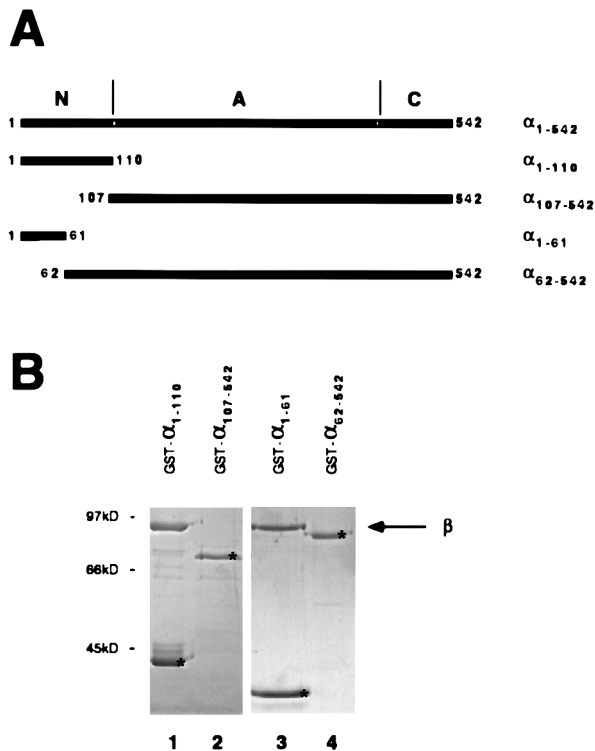 A
N A C
1 542 α1-542
1 110 α1-110
107 542 α107-542
1 61 α1-61
62 542 α62-542
B
GST-α1-110
GST-α107-542
GST-α1-61
GST-α62-542
97kD -
β
66kD -
45kD -
* * * *
1 2 3 4